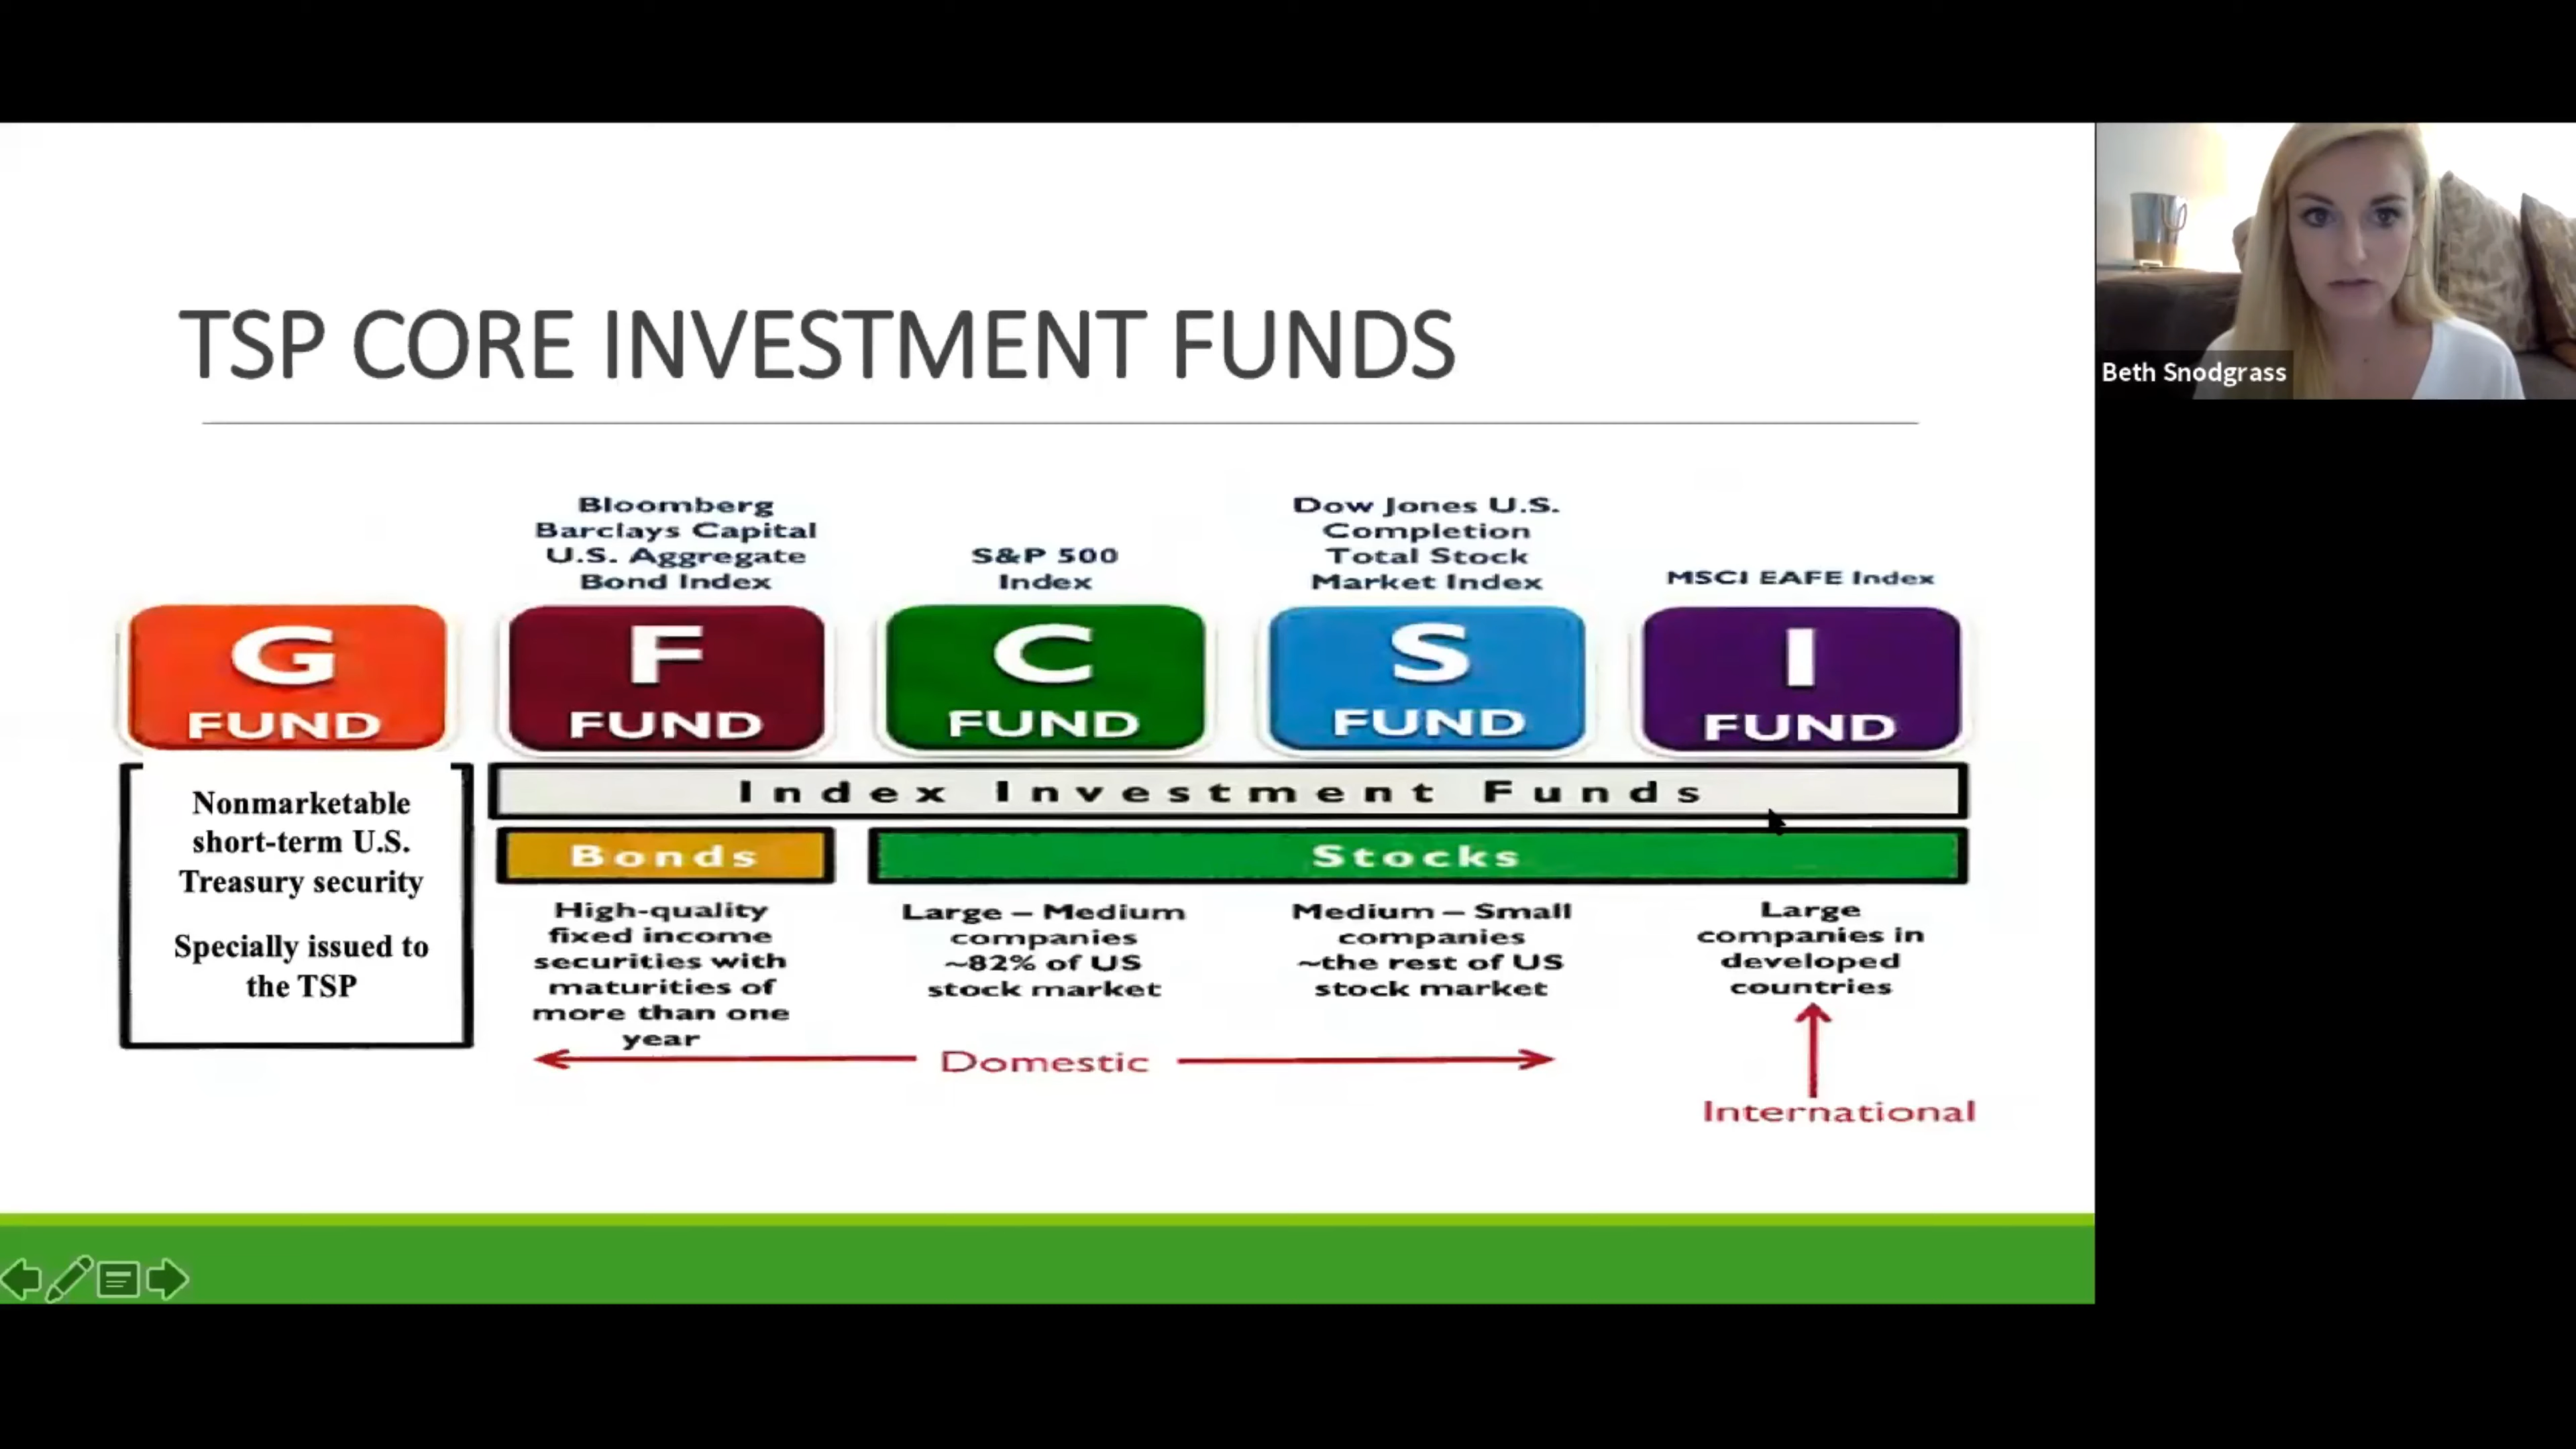 TSP CORE INVESTMENT FUNDS
Beth Snodgrass
Bloomberg
Barclays Capital
U.S. Aggregate
Bond Index
S&P 500
Index
Dow Jones U.S.
Completion
Total Stock
Market Index
MSCI EAFE Index
G
FUND
F
FUND
C
FUND
S
FUND
I
FUND
Nonmarketable
short-term U.S.
Treasury security
Specially issued to
the TSP
Index Investment Funds
Bonds
Stocks
High-quality
fixed income
securities with
maturities of
more than one
year
Large – Medium
companies
~82% of US
stock market
Medium – Small
companies
~the rest of US
stock market
Large
companies in
developed
countries
Domestic
International